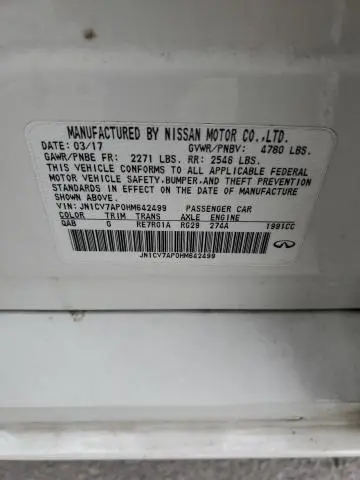 MANUFACTURED BY NISSAN MOTOR CO.,LTD.
DATE: 03/17 GVWR/PNBV: 4780 LBS.
GAWR/PNBE FR: 2271 LBS. RR: 2546 LBS.
THIS VEHICLE CONFORMS TO ALL APPLICABLE FEDERAL
MOTOR VEHICLE SAFETY,BUMPER,AND THEFT PREVENTION
STANDARDS IN EFFECT ON THE DATE OF MANUFACTURE
SHOWN ABOVE.
VIN: JN1CV7AP0HM642499 PASSENGER CAR
COLOR TRIM TRANS AXLE ENGINE
QAB G RE7R01A RG29 274A 1991CC
JN1CV7AP0HM642499